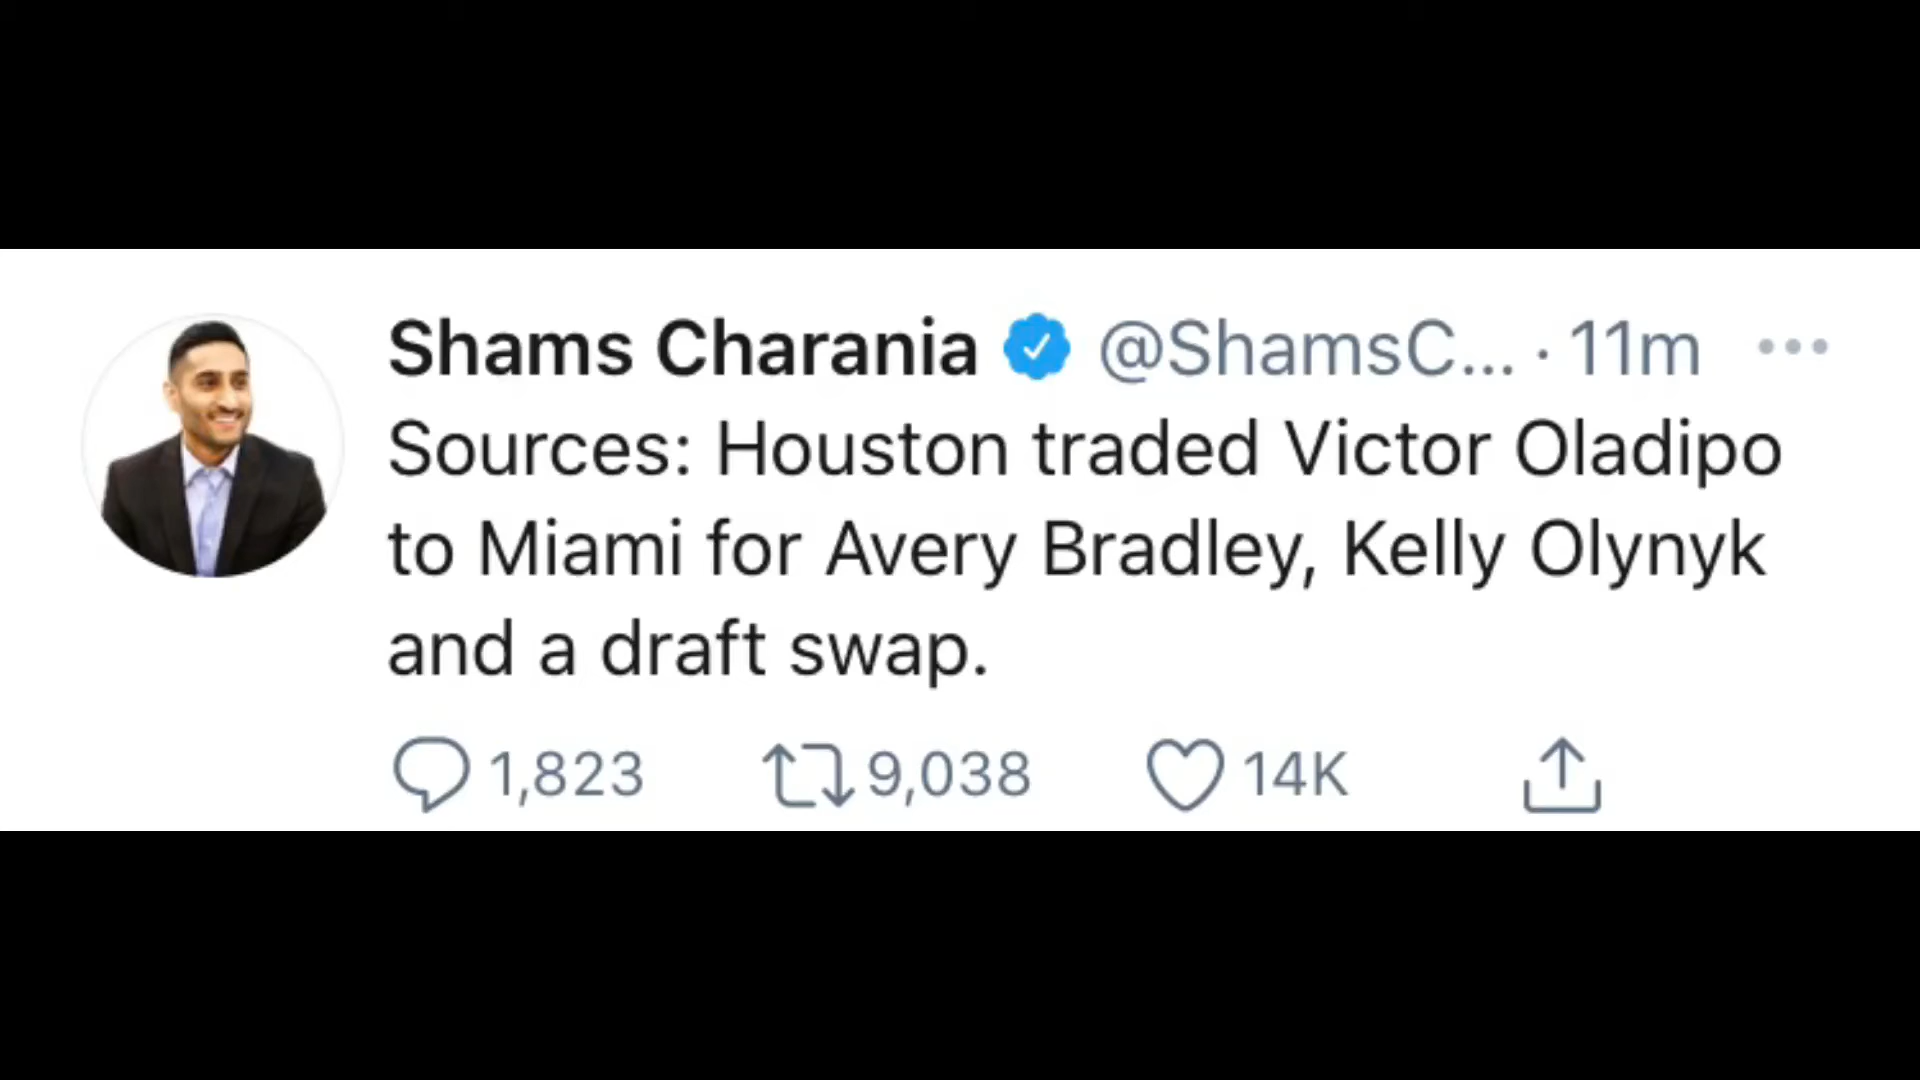 Shams Charania @ShamsC... · 11m
Sources: Houston traded Victor Oladipo
to Miami for Avery Bradley, Kelly Olynyk
and a draft swap.
1,823 9,038 14K